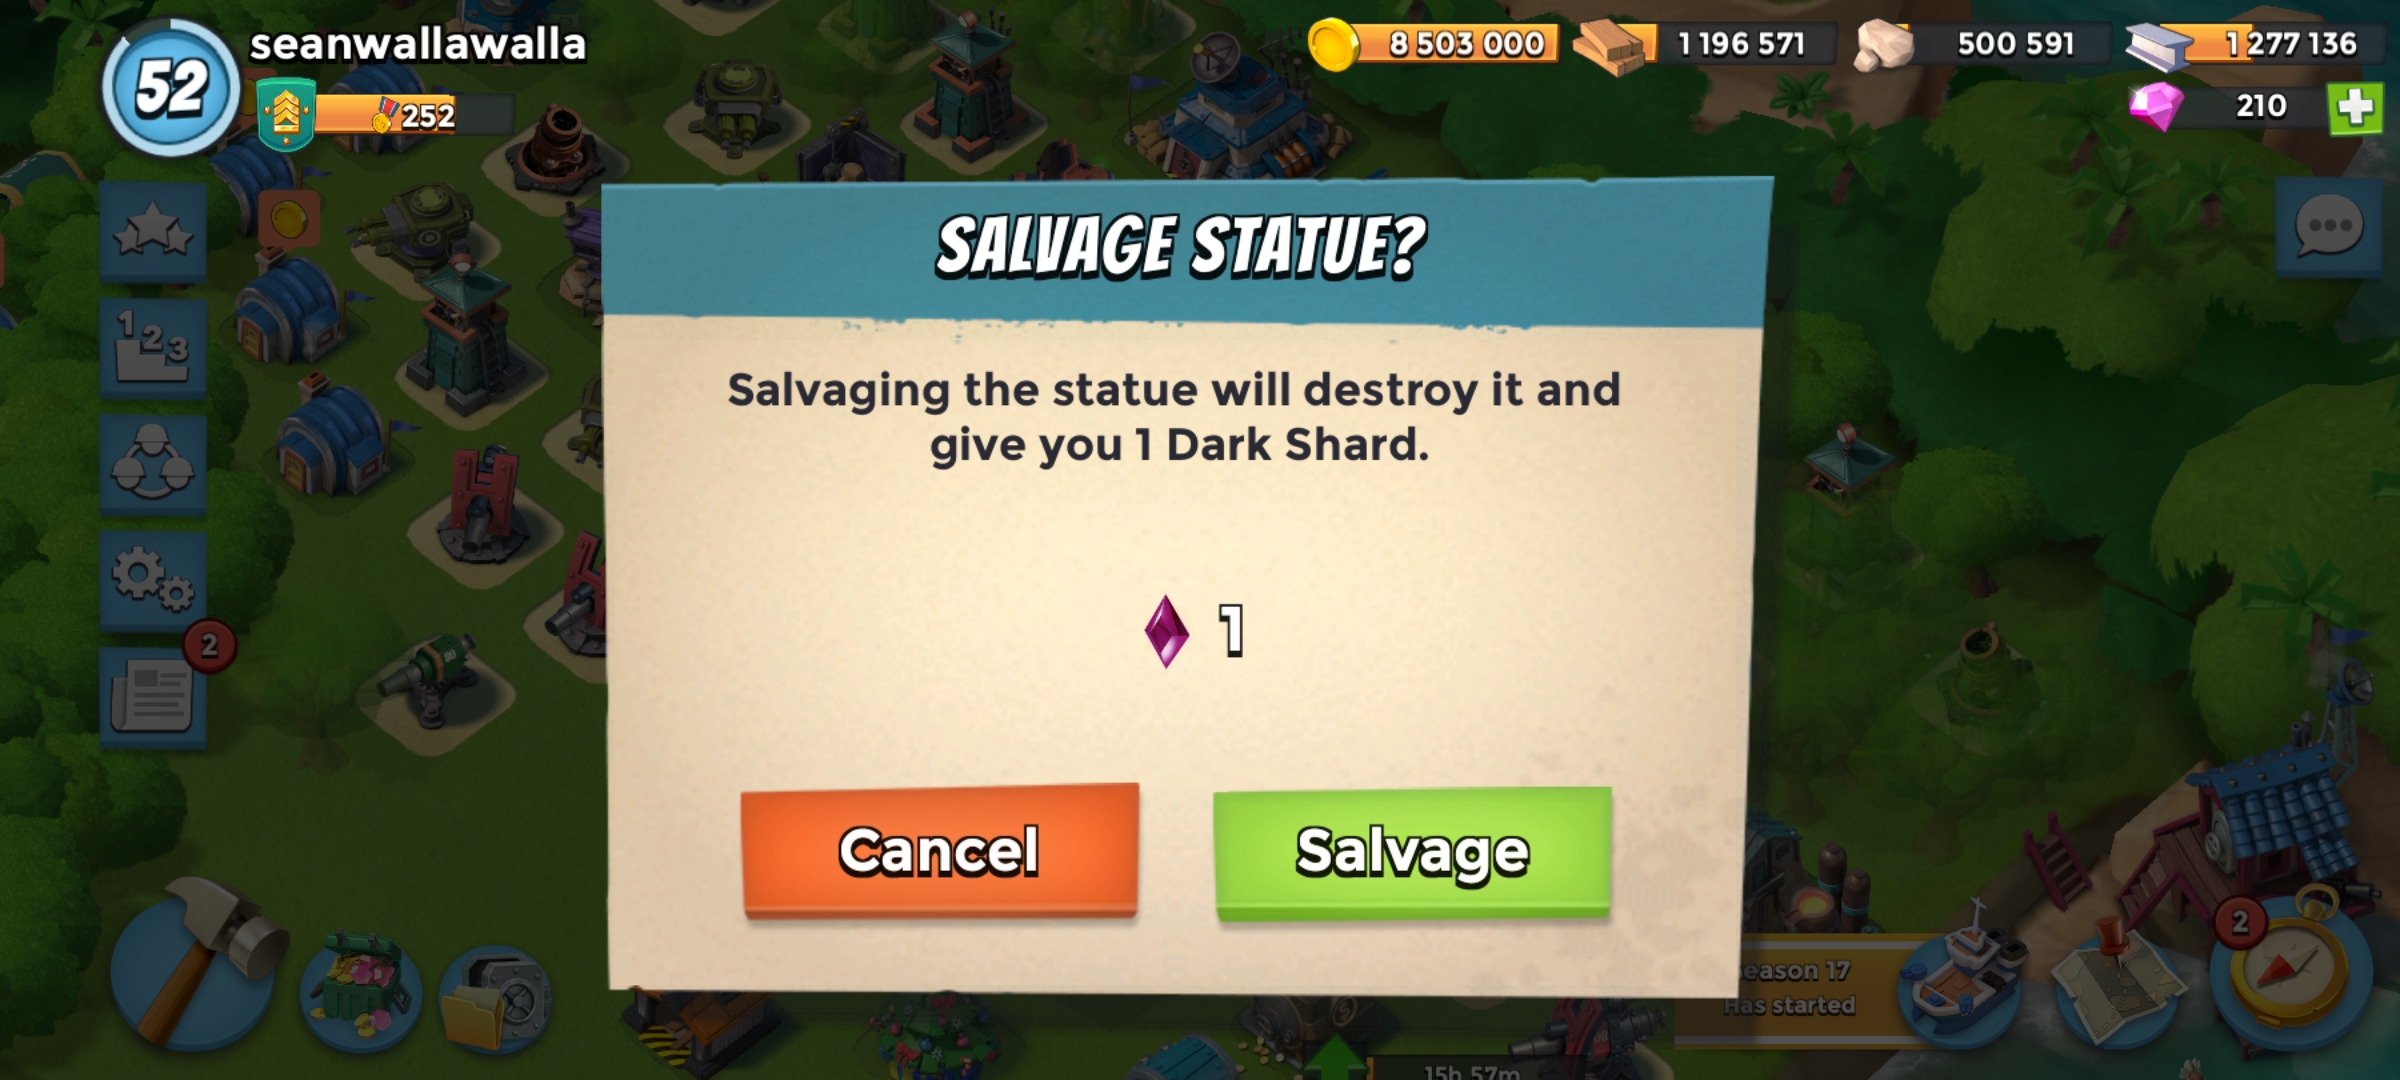 52
seanwallawalla
252
8 503 000
1 196 571
500 591
1 277 136
210
1 2 3
2
SALVAGE STATUE?
Salvaging the statue will destroy it and
give you 1 Dark Shard.
1
Cancel
Salvage
2
eason 17
Has started
15h 57m